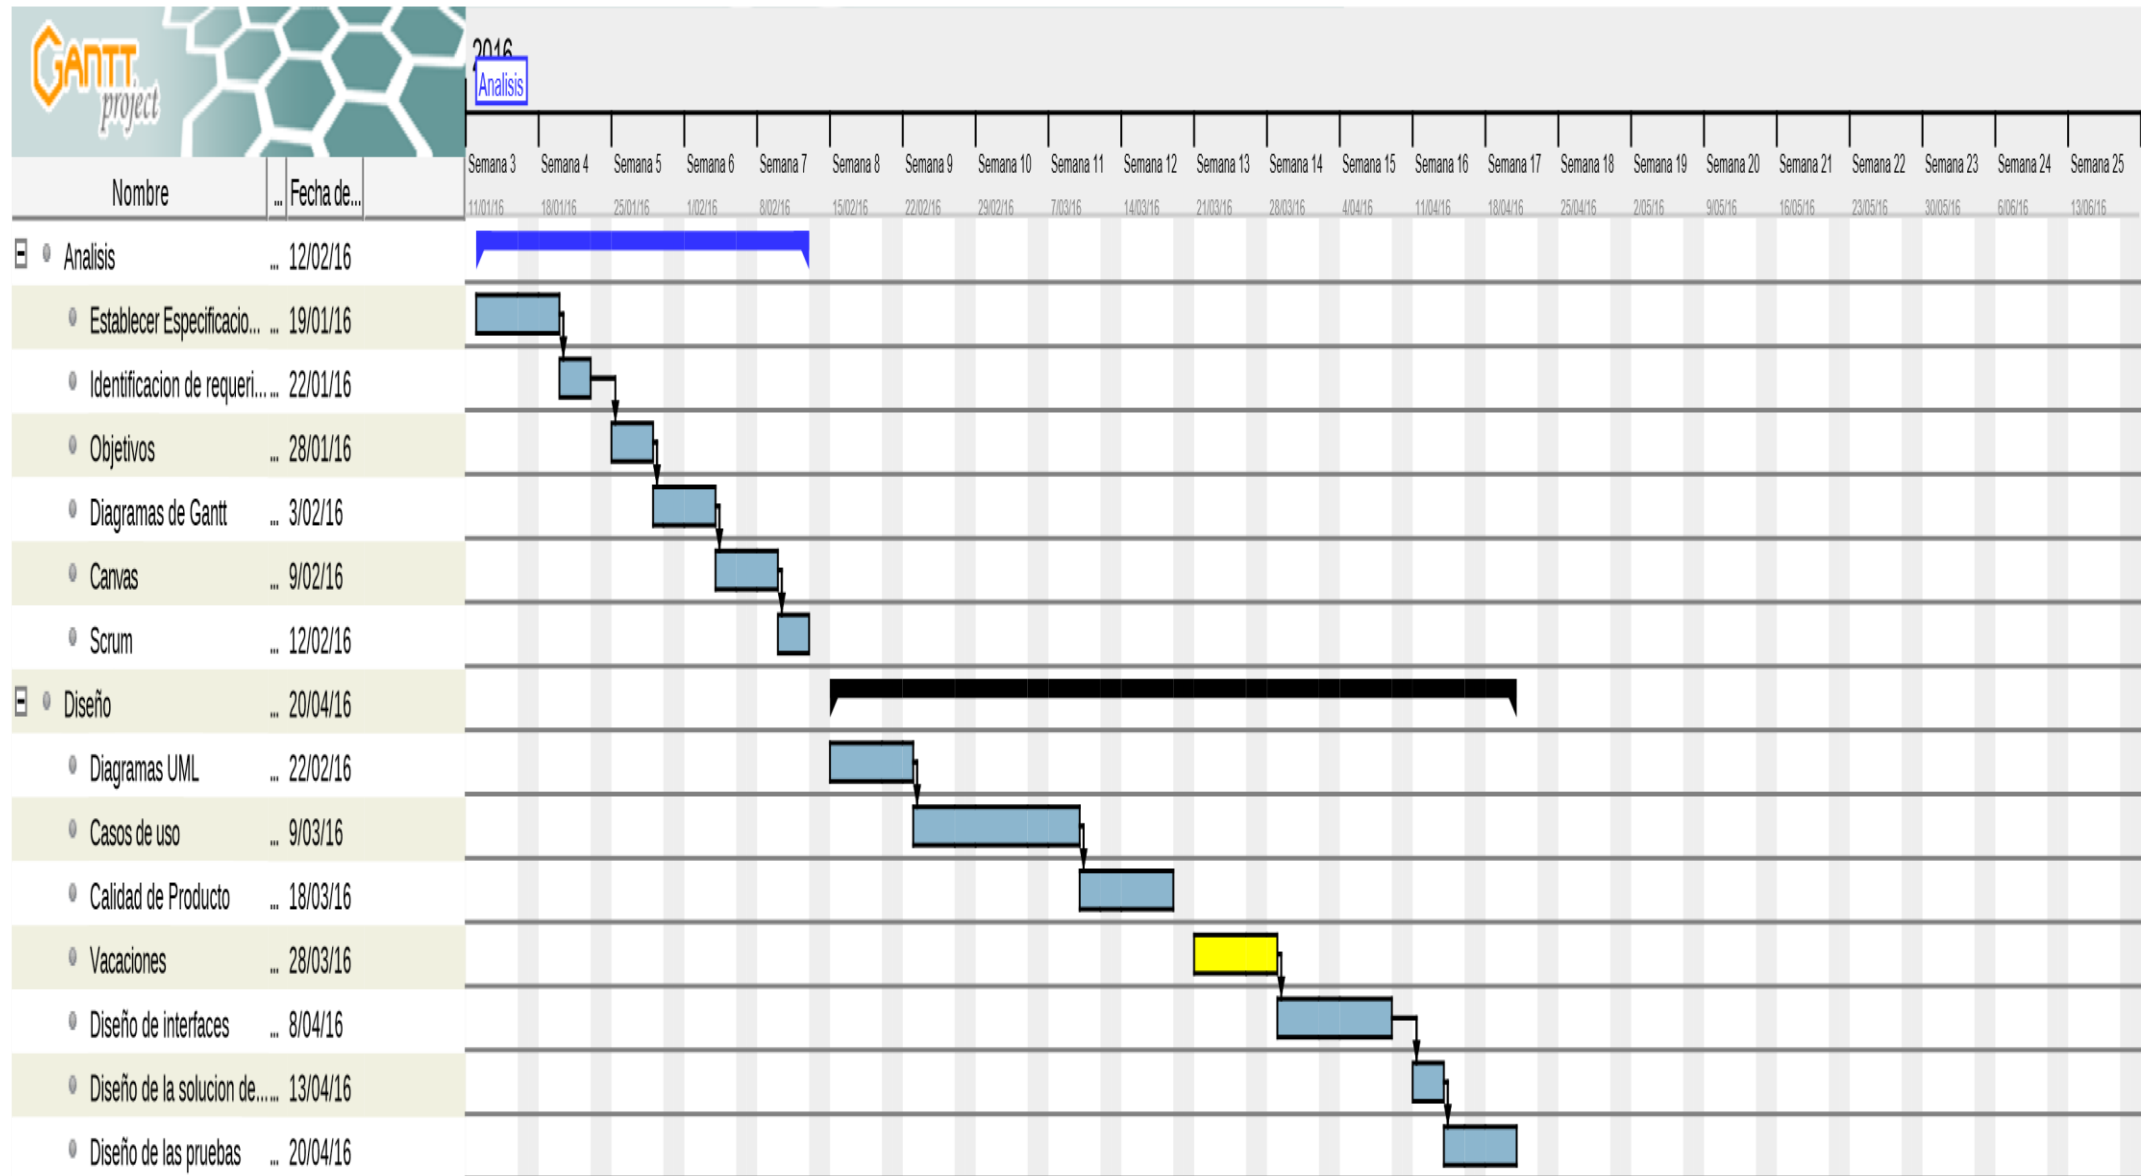 GANTT
project
2016
Analisis
Semana 3 Semana 4 Semana 5 Semana 6 Semana 7 Semana 8 Semana 9 Semana 10 Semana 11 Semana 12 Semana 13 Semana 14 Semana 15 Semana 16 Semana 17 Semana 18 Semana 19 Semana 20 Semana 21 Semana 22 Semana 23 Semana 24 Semana 25
Nombre ... Fecha de...
11/01/16 18/01/16 25/01/16 1/02/16 8/02/16 15/02/16 22/02/16 29/02/16 7/03/16 14/03/16 21/03/16 28/03/16 4/04/16 11/04/16 18/04/16 25/04/16 2/05/16 9/05/16 16/05/16 23/05/16 30/05/16 6/06/16 13/06/16
Analisis ... 12/02/16
Establecer Especificacio... ... 19/01/16
Identificacion de requeri... ... 22/01/16
Objetivos ... 28/01/16
Diagramas de Gantt ... 3/02/16
Canvas ... 9/02/16
Scrum ... 12/02/16
Diseño ... 20/04/16
Diagramas UML ... 22/02/16
Casos de uso ... 9/03/16
Calidad de Producto ... 18/03/16
Vacaciones ... 28/03/16
Diseño de interfaces ... 8/04/16
Diseño de la solucion de... ... 13/04/16
Diseño de las pruebas ... 20/04/16